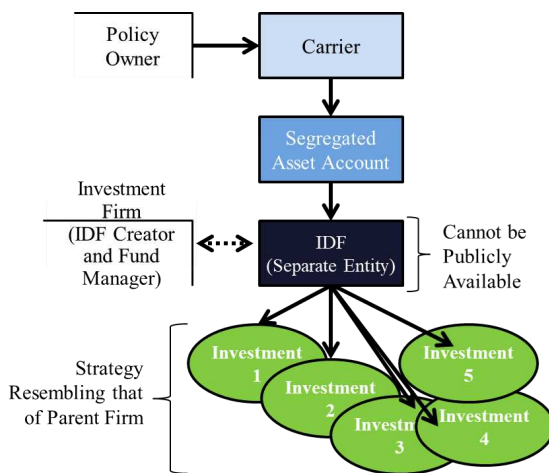 Policy
Owner
Carrier
Segregated
Asset Account
Investment
Firm
(IDF Creator
and Fund
Manager)
IDF
(Separate Entity)
Cannot be
Publicly
Available
Strategy
Resembling that
of Parent Firm
Investment
1
Investment
2
Investment
3
Investment
4
Investment
5